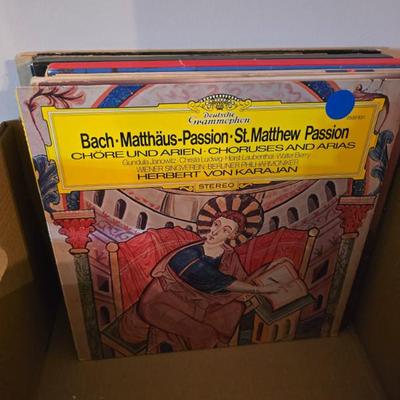 Deutsche
Grammophon
Bach · Matthäus-Passion · St. Matthew Passion
CHÖRE UND ARIEN · CHORUSES AND ARIAS
Gundula Janowitz · Christa Ludwig · Horst Laubenthal · Walter Berry
WIENER SINGVEREIN · BERLINER PHILHARMONIKER
HERBERT VON KARAJAN
STEREO